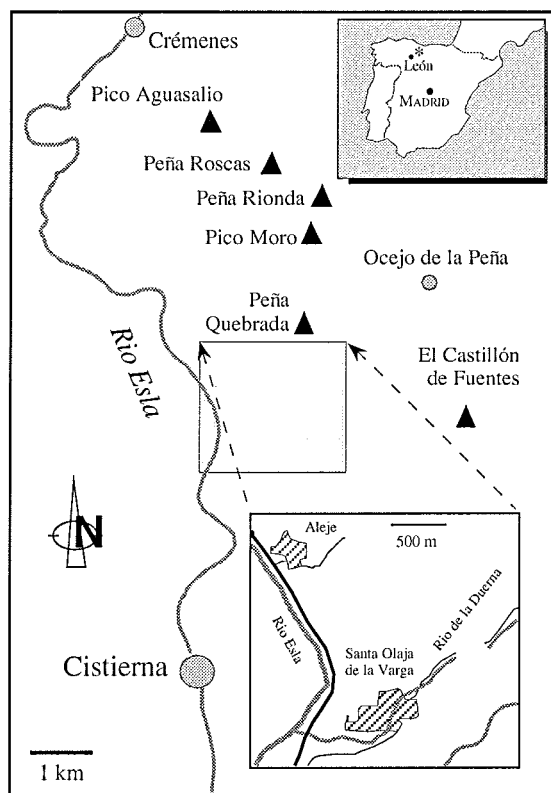 Crémenes
Pico Aguasalio
Peña Roscas
Peña Rionda
Pico Moro
Ocejo de la Peña
Peña
Quebrada
El Castillón
de Fuentes
Rio Esla
N
Cistierna
1 km
*
León
MADRID
Aleje
500 m
Rio Esla
Rio de la Duerna
Santa Olaja
de la Varga